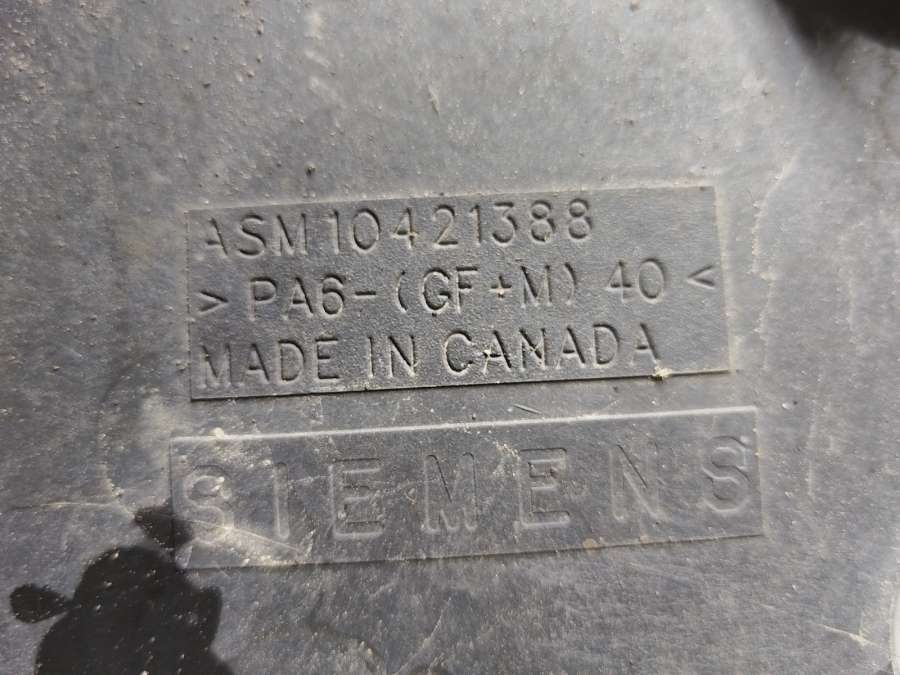 ASM10421388
> PA6-(GF+M) 40 <
MADE IN CANADA
SIEMENS